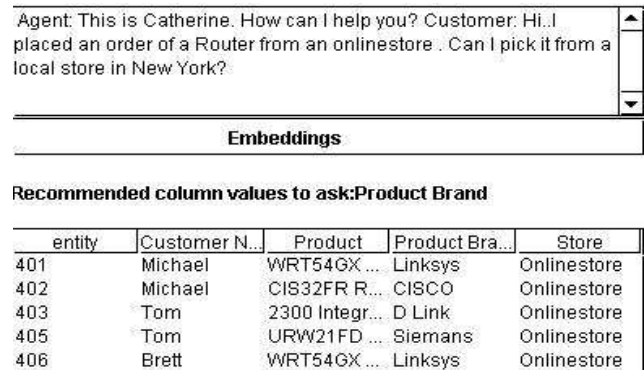 Agent: This is Catherine. How can I help you? Customer: Hi..I
placed an order of a Router from an onlinestore . Can I pick it from a
local store in New York?
Embeddings
Recommended column values to ask:Product Brand
entity Customer N... Product Product Bra... Store
401 Michael WRT54GX ... Linksys Onlinestore
402 Michael CIS32FR R... CISCO Onlinestore
403 Tom 2300 Integr... D Link Onlinestore
405 Tom URW21FD ... Siemans Onlinestore
406 Brett WRT54GX ... Linksys Onlinestore